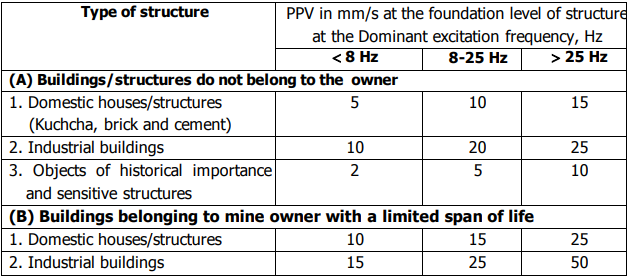 Type of structure PPV in mm/s at the foundation level of structure
at the Dominant excitation frequency, Hz
< 8 Hz 8-25 Hz > 25 Hz
(A) Buildings/structures do not belong to the owner
1. Domestic houses/structures 5 10 15
(Kuchcha, brick and cement)
2. Industrial buildings 10 20 25
3. Objects of historical importance 2 5 10
and sensitive structures
(B) Buildings belonging to mine owner with a limited span of life
1. Domestic houses/structures 10 15 25
2. Industrial buildings 15 25 50